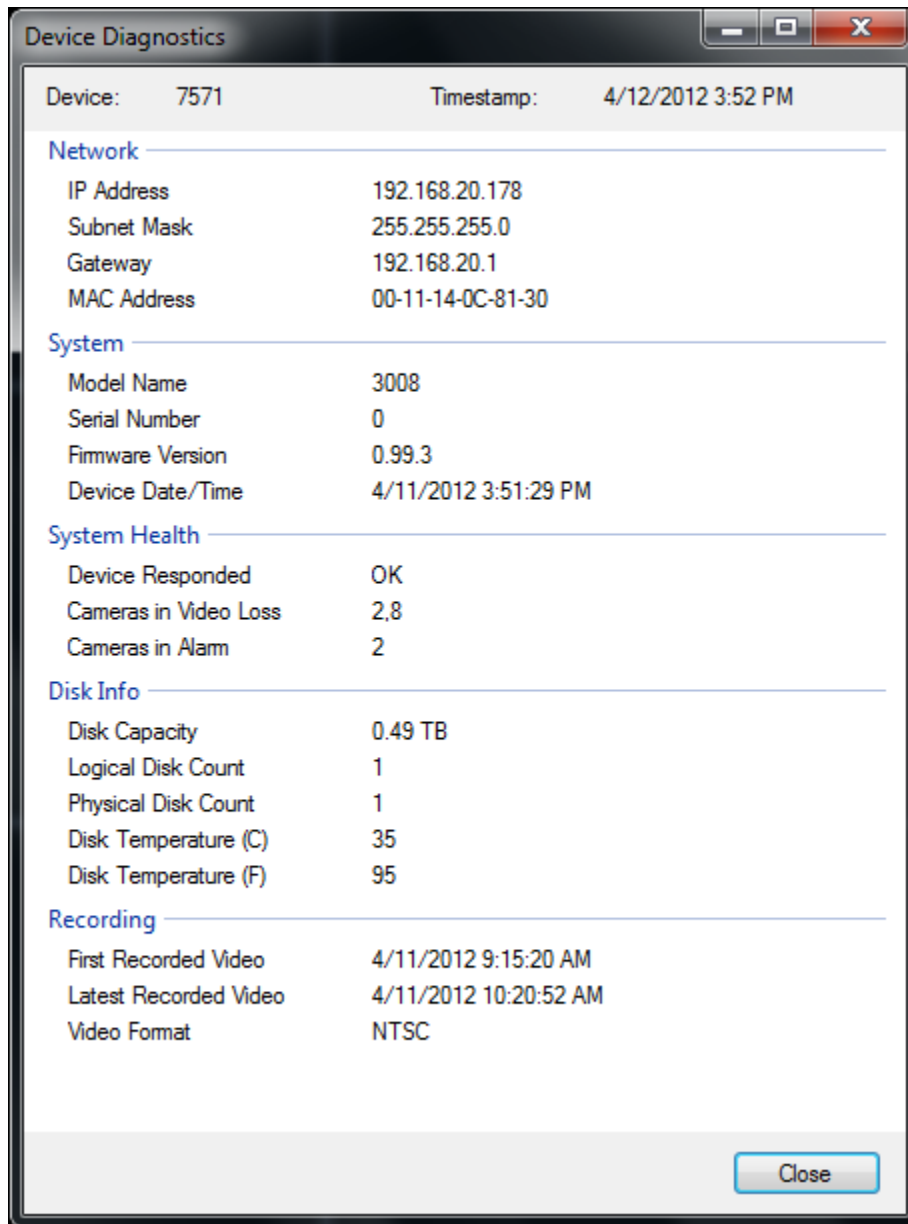 Device Diagnostics
Device: 7571 Timestamp: 4/12/2012 3:52 PM
Network
IP Address 192.168.20.178
Subnet Mask 255.255.255.0
Gateway 192.168.20.1
MAC Address 00-11-14-0C-81-30
System
Model Name 3008
Serial Number 0
Firmware Version 0.99.3
Device Date/Time 4/11/2012 3:51:29 PM
System Health
Device Responded OK
Cameras in Video Loss 2,8
Cameras in Alarm 2
Disk Info
Disk Capacity 0.49 TB
Logical Disk Count 1
Physical Disk Count 1
Disk Temperature (C) 35
Disk Temperature (F) 95
Recording
First Recorded Video 4/11/2012 9:15:20 AM
Latest Recorded Video 4/11/2012 10:20:52 AM
Video Format NTSC
Close